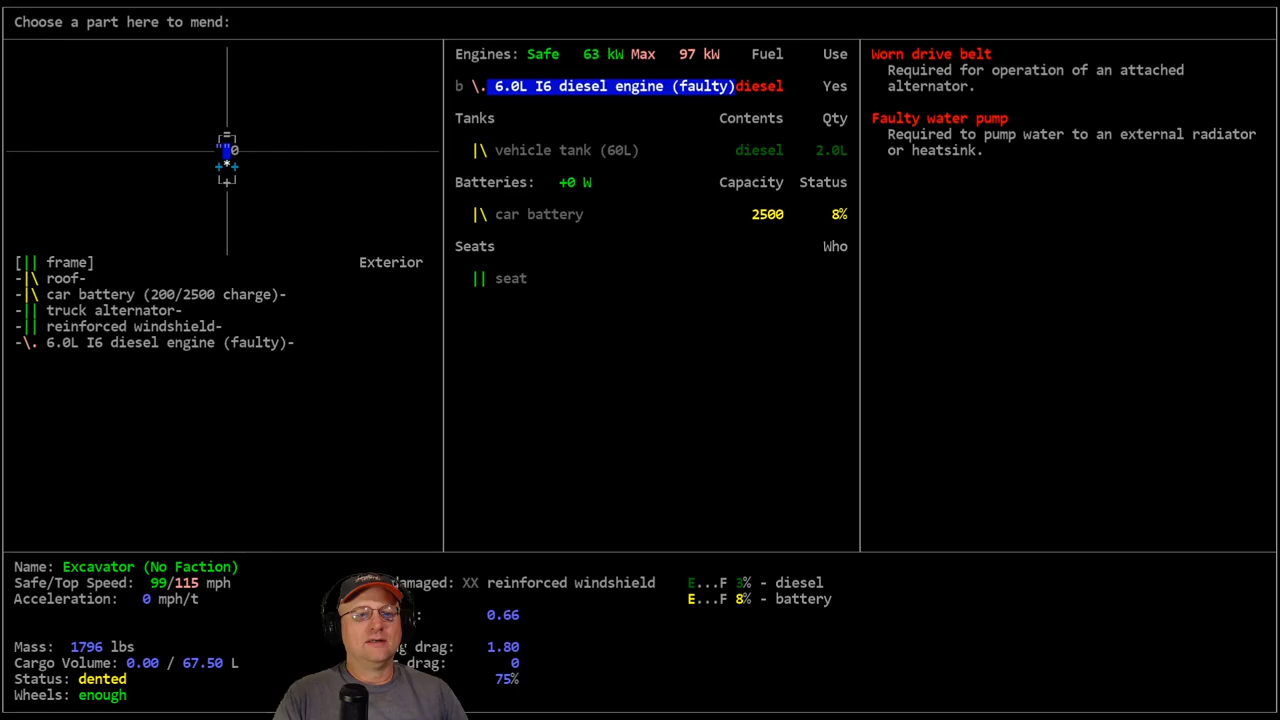 Choose a part here to mend:
[|| frame] Exterior
-|\ roof-
-|\ car battery (200/2500 charge)-
-|| truck alternator-
-|| reinforced windshield-
-\. 6.0L I6 diesel engine (faulty)-
Engines: Safe 63 kW Max 97 kW Fuel Use
b \. 6.0L I6 diesel engine (faulty)diesel Yes
Tanks Contents Qty
|\ vehicle tank (60L) diesel 2.0L
Batteries: +0 W Capacity Status
|\ car battery 2500 8%
Seats Who
|| seat
Worn drive belt
Required for operation of an attached
alternator.
Faulty water pump
Required to pump water to an external radiator
or heatsink.
Name: Excavator (No Faction)
Safe/Top Speed: 99/115 mph
Acceleration: 0 mph/t
Mass: 1796 lbs
Cargo Volume: 0.00 / 67.50 L
Status: dented
Wheels: enough
damaged: XX reinforced windshield
: 0.66
g drag: 1.80
drag: 0
75%
E...F 3% - diesel
E...F 8% - battery